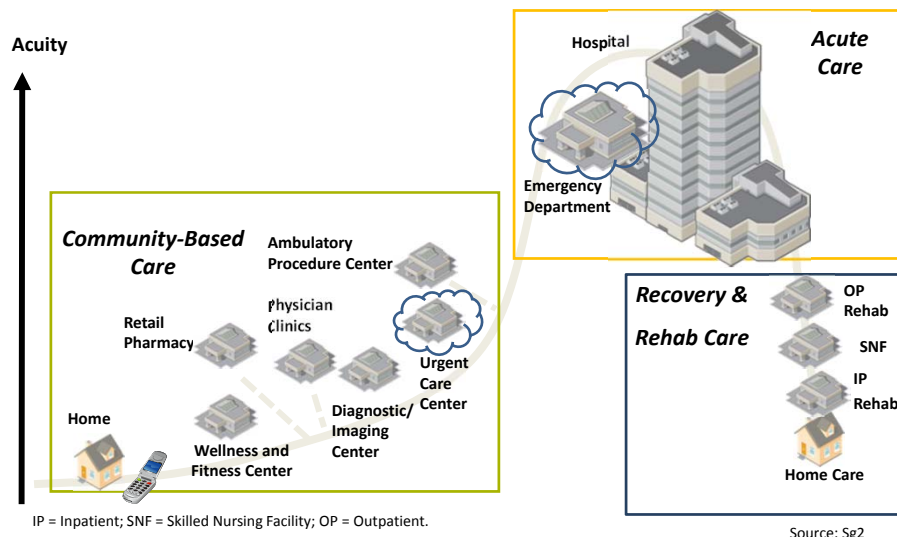 Acuity
Hospital
Acute
Care
Emergency
Department
Community-Based
Care
Ambulatory
Procedure Center
Physician
Clinics
Retail
Pharmacy
Urgent
Care
Center
Diagnostic/
Imaging
Center
Home
Wellness and
Fitness Center
Recovery &
Rehab Care
OP
Rehab
SNF
IP
Rehab
Home Care
IP = Inpatient; SNF = Skilled Nursing Facility; OP = Outpatient.
Source: Sg2